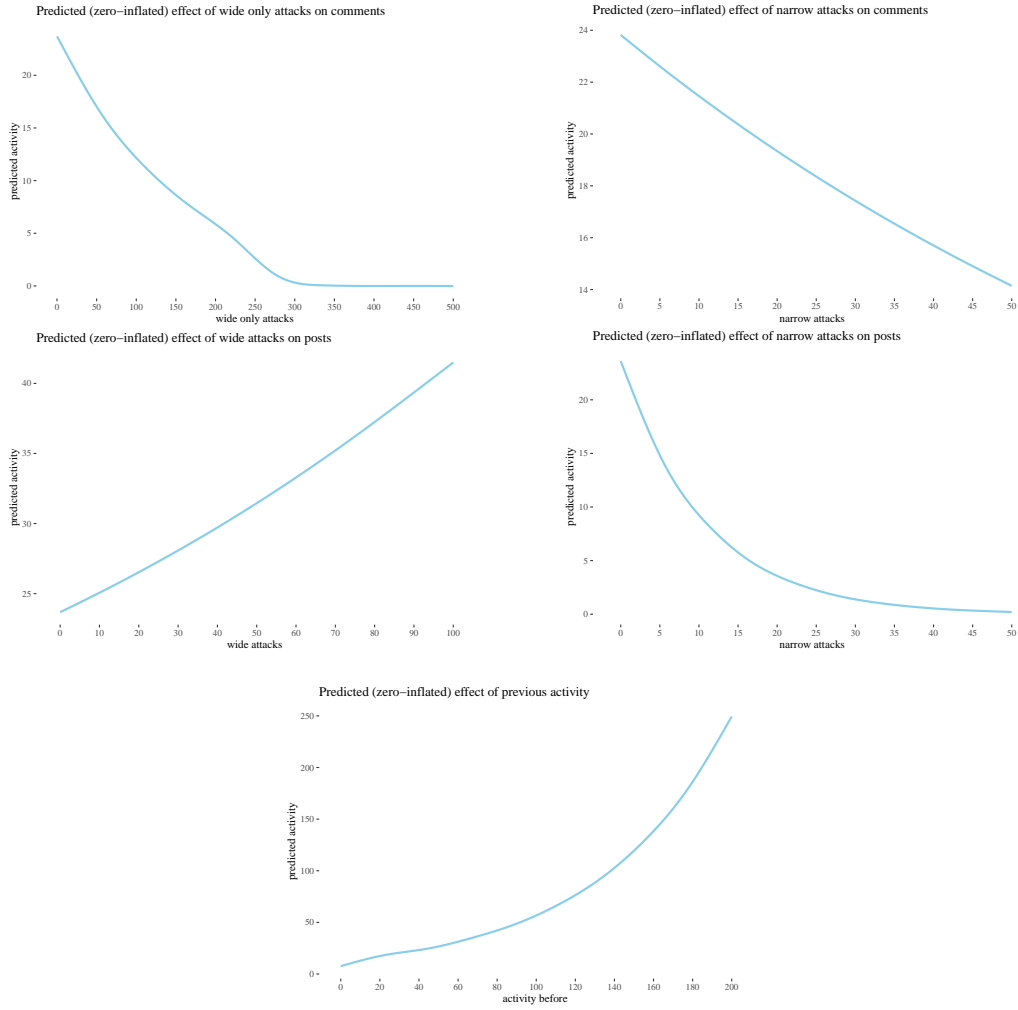 Predicted (zero−inflated) effect of wide only attacks on comments
predicted activity
20
15
10
5
0
0 50 100 150 200 250 300 350 400 450 500
wide only attacks
Predicted (zero−inflated) effect of narrow attacks on comments
predicted activity
24
22
20
18
16
14
0 5 10 15 20 25 30 35 40 45 50
narrow attacks
Predicted (zero−inflated) effect of wide attacks on posts
predicted activity
40
35
30
25
0 10 20 30 40 50 60 70 80 90 100
wide attacks
Predicted (zero−inflated) effect of narrow attacks on posts
predicted activity
20
15
10
5
0
0 5 10 15 20 25 30 35 40 45 50
narrow attacks
Predicted (zero−inflated) effect of previous activity
predicted activity
250
200
150
100
50
0
0 20 40 60 80 100 120 140 160 180 200
activity before